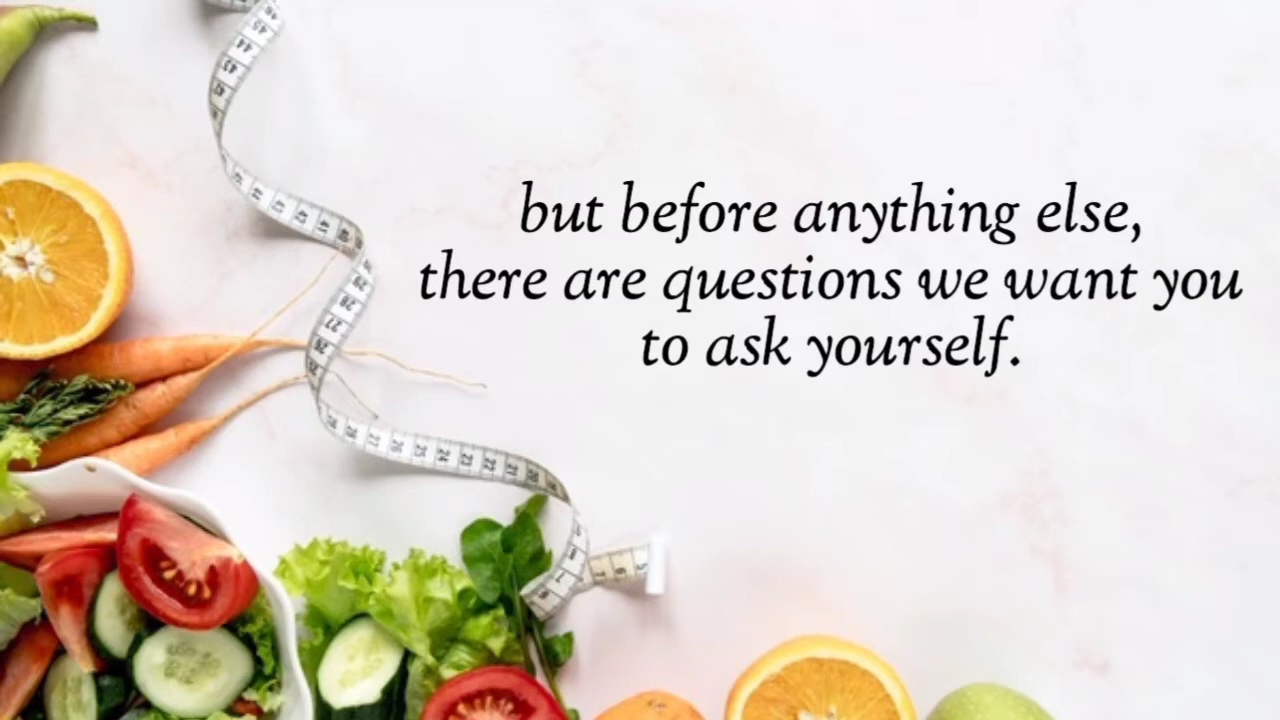 but before anything else,
there are questions we want you
to ask yourself.